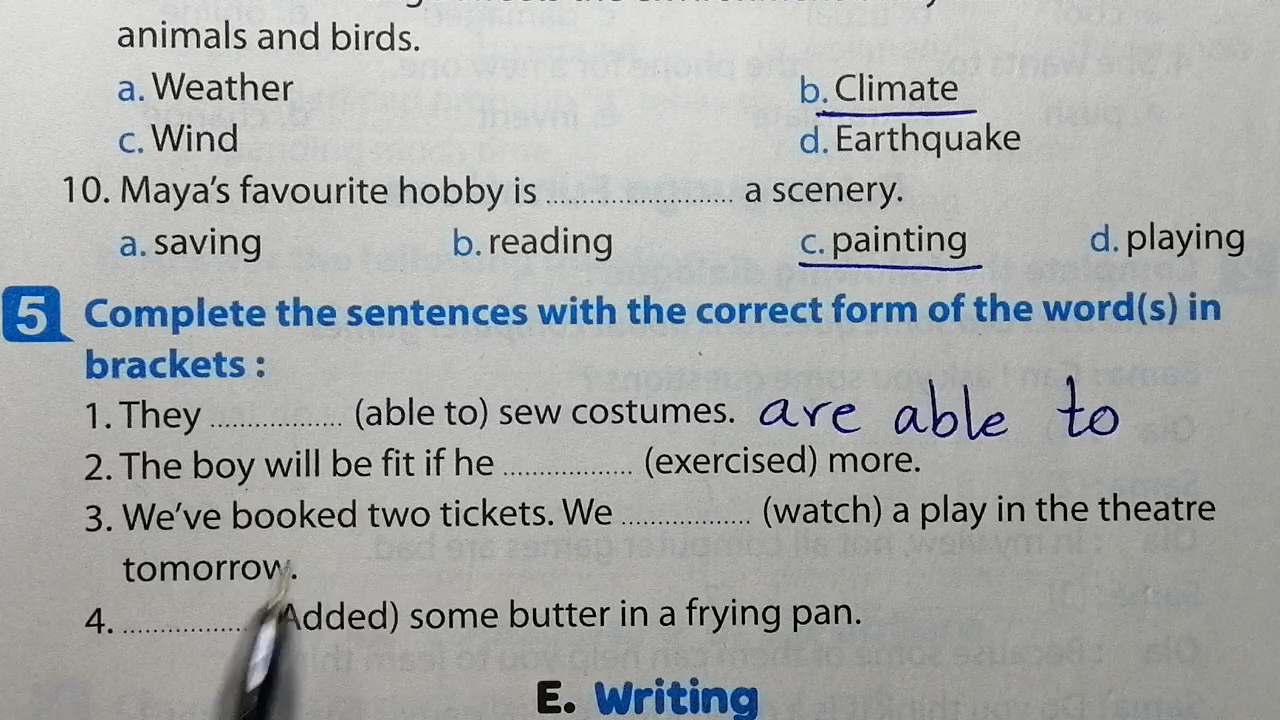 animals and birds.
a. Weather b. Climate
c. Wind d. Earthquake
10. Maya's favourite hobby is ........................ a scenery.
a. saving b. reading c. painting d. playing
5 Complete the sentences with the correct form of the word(s) in
brackets :
1. They ................. (able to) sew costumes. are able to
2. The boy will be fit if he ................. (exercised) more.
3. We've booked two tickets. We ................. (watch) a play in the theatre
tomorrow.
4. ................. Added) some butter in a frying pan.
E. Writing